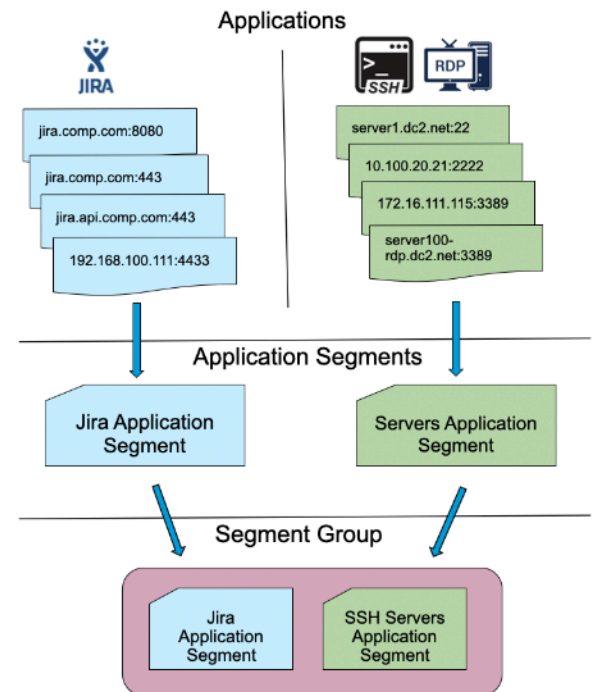 Applications
JIRA
>_
SSH
RDP
jira.comp.com:8080
jira.comp.com:443
jira.api.comp.com:443
192.168.100.111:4433
server1.dc2.net:22
10.100.20.21:2222
172.16.111.115:3389
server100-
rdp.dc2.net:3389
Application Segments
Jira Application
Segment
Servers Application
Segment
Segment Group
Jira
Application
Segment
SSH Servers
Application
Segment